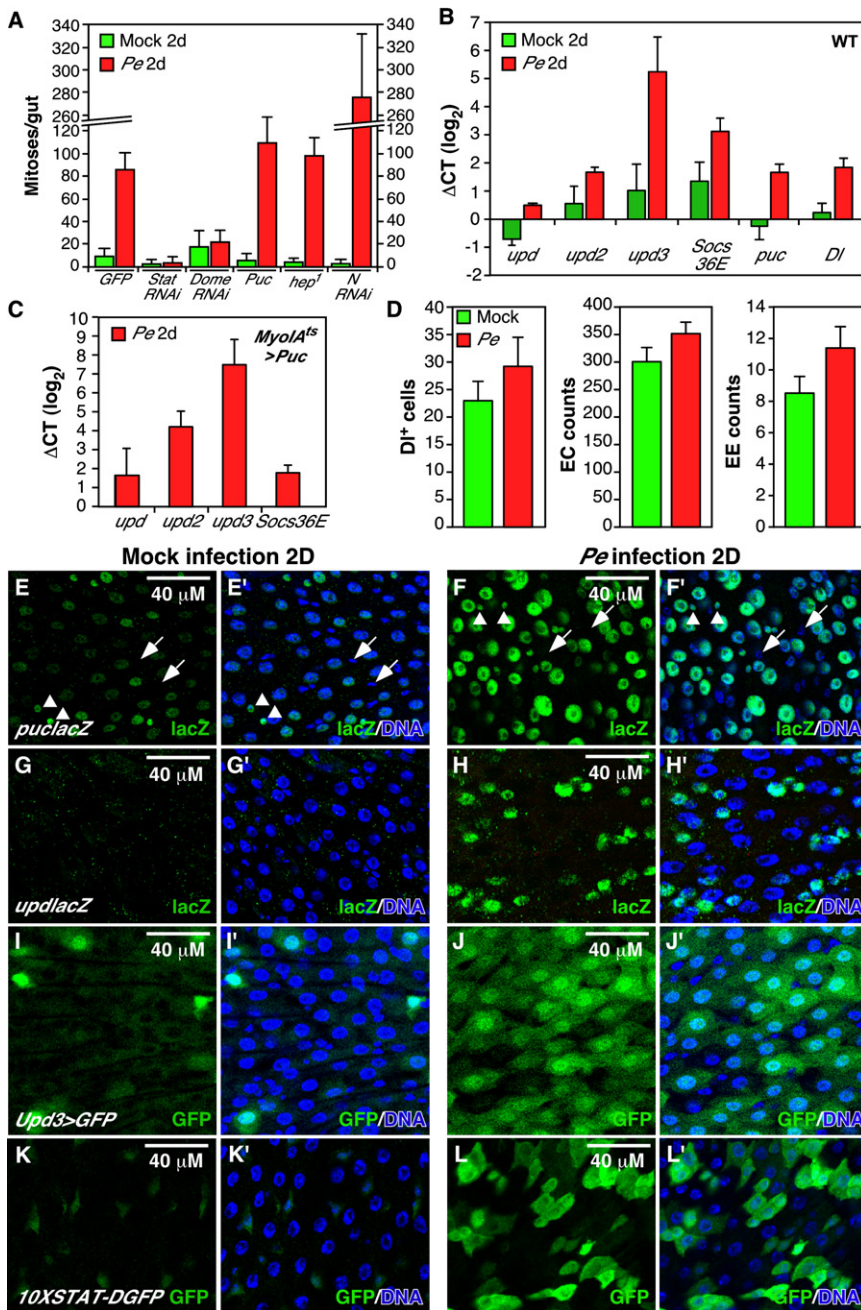 A
Mock 2d
Pe 2d
Mitoses/gut
340 340
320 320
300 300
280 280
260 260
120 120
100 100
80 80
60 60
40 40
20 20
0 0
GFP Stat RNAi Dome RNAi Puc hep¹ N RNAi
B
Mock 2d
Pe 2d
WT
ΔCT (log₂)
7
6
5
4
3
2
1
0
-1
-2
upd upd2 upd3 Socs 36E puc Dl
C
Pe 2d
MyoIAᵗˢ
>Puc
ΔCT (log₂)
10
9
8
7
6
5
4
3
2
1
0
upd upd2 upd3 Socs36E
D
Mock
Pe
Dl⁺ cells
40
35
30
25
20
15
10
5
0
EC counts
400
350
300
250
200
150
100
50
0
EE counts
14
12
10
8
6
4
2
0
Mock infection 2D
Pe infection 2D
E 40 µM
puclacZ lacZ
E'
lacZ/DNA
F 40 µM
lacZ
F'
lacZ/DNA
G 40 µM
updlacZ lacZ
G'
lacZ/DNA
H 40 µM
lacZ
H'
lacZ/DNA
I 40 µM
Upd3>GFP GFP
I'
GFP/DNA
J 40 µM
GFP
J'
GFP/DNA
K 40 µM
10XSTAT-DGFP GFP
K'
GFP/DNA
L 40 µM
GFP
L'
GFP/DNA